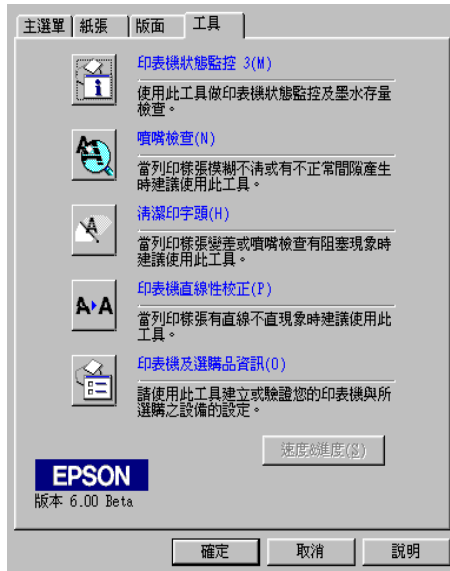 主選單 紙張 版面 工具
印表機狀態監控 3(M)
使用此工具做印表機狀態監控及墨水存量
檢查。
噴嘴檢查(N)
當列印樣張模糊不清或有不正常間隙產生
時建議使用此工具。
清潔印字頭(H)
當列印樣張變差或噴嘴檢查有阻塞現象時
建議使用此工具。
印表機直線性校正(P)
當列印樣張有直線不直現象時建議使用此
工具。
印表機及選購品資訊(O)
請使用此工具建立或驗證您的印表機與所
選購之設備的設定。
速度&進度(S)
EPSON
版本 6.00 Beta
確定 取消 說明